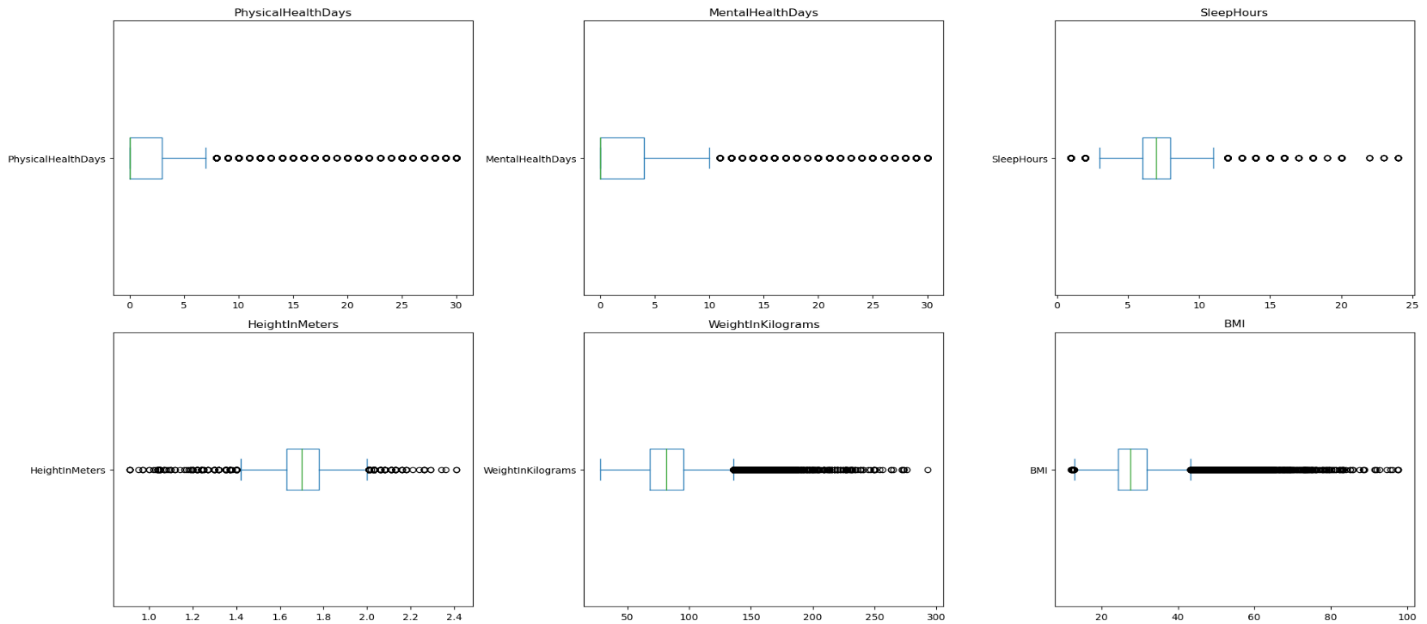 PhysicalHealthDays
MentalHealthDays
SleepHours
PhysicalHealthDays
MentalHealthDays
SleepHours
0 5 10 15 20 25 30
0 5 10 15 20 25 30
0 5 10 15 20 25
HeightInMeters
WeightInKilograms
BMI
HeightInMeters
WeightInKilograms
BMI
1.0 1.2 1.4 1.6 1.8 2.0 2.2 2.4
50 100 150 200 250 300
20 40 60 80 100